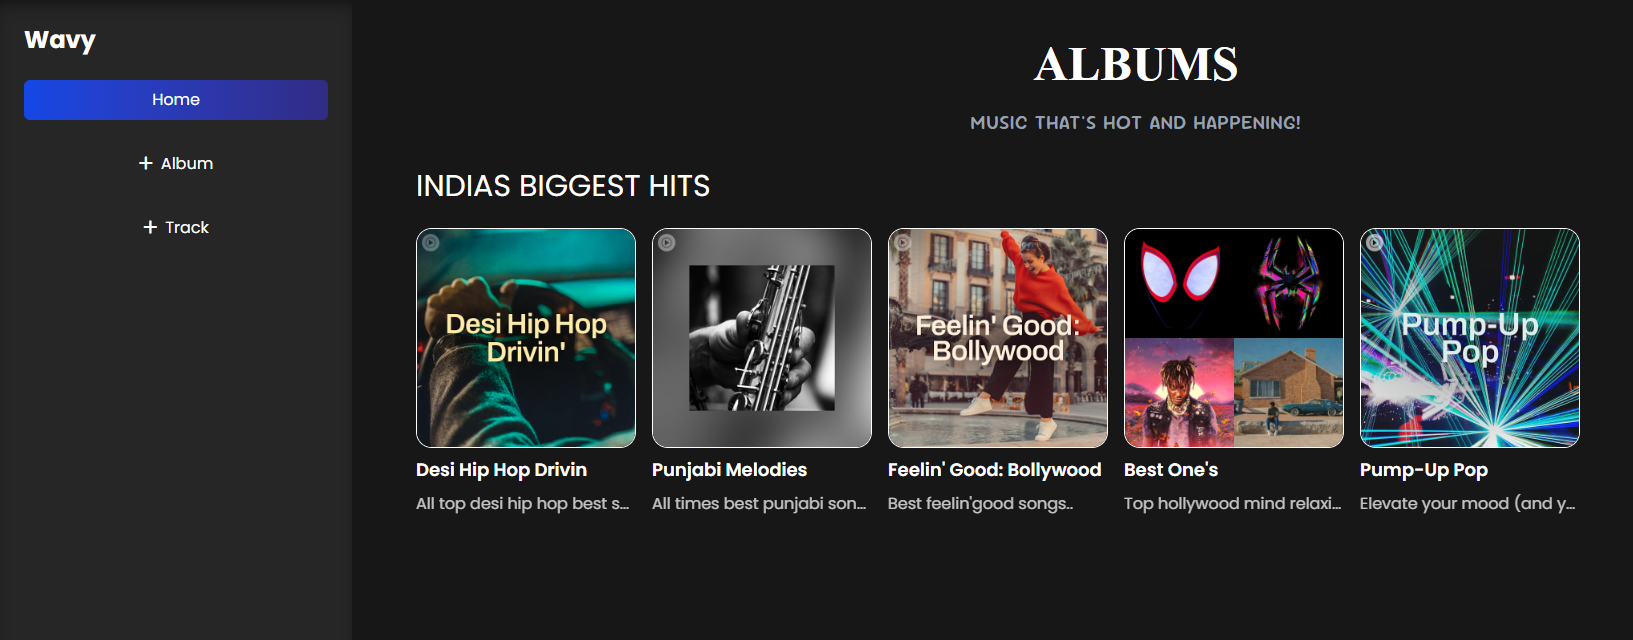 Wavy
Home
+ Album
+ Track
ALBUMS
MUSIC THAT'S HOT AND HAPPENING!
INDIAS BIGGEST HITS
Desi Hip Hop
Drivin'
Feelin' Good:
Bollywood
Pump-Up
Pop
Desi Hip Hop Drivin
Punjabi Melodies
Feelin' Good: Bollywood
Best One's
Pump-Up Pop
All top desi hip hop best s...
All times best punjabi son...
Best feelin'good songs..
Top hollywood mind relaxi...
Elevate your mood (and y...